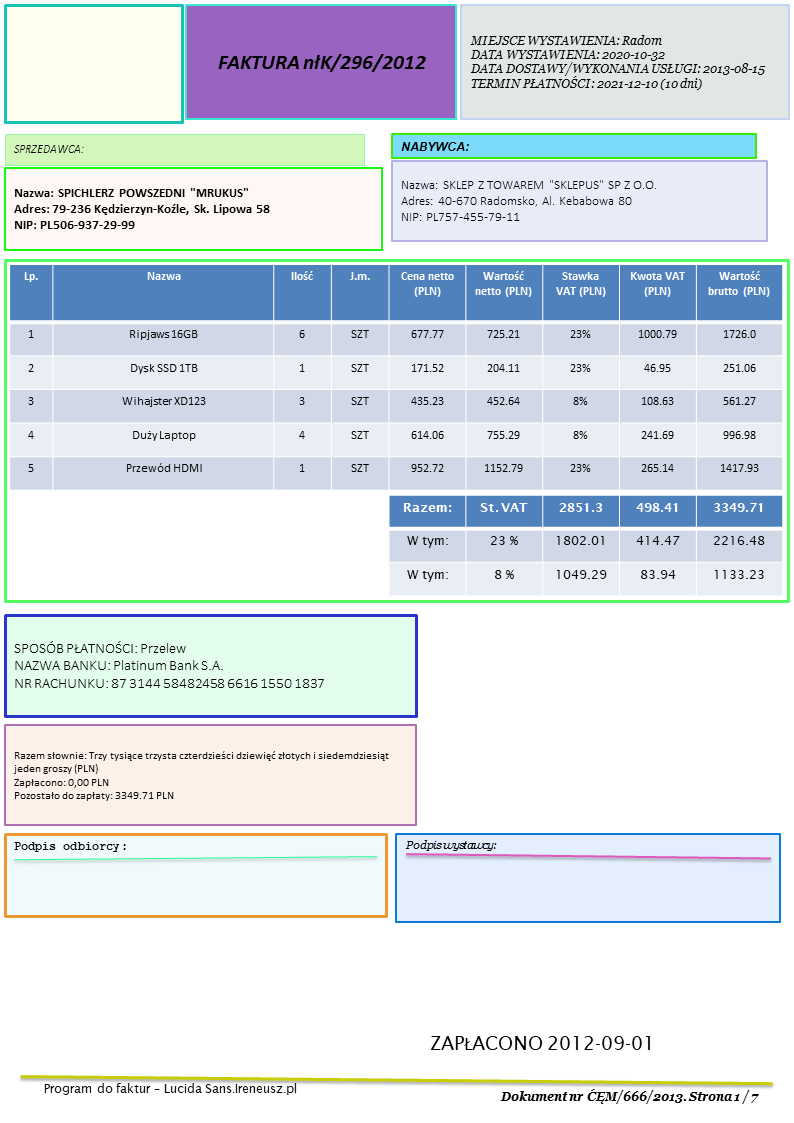 FAKTURA nłK/296/2012
MIEJSCE WYSTAWIENIA: Radom
DATA WYSTAWIENIA: 2020-10-32
DATA DOSTAWY/WYKONANIA USŁUGI: 2013-08-15
TERMIN PŁATNOŚCI: 2021-12-10 (10 dni)
SPRZEDAWCA:
NABYWCA:
Nazwa: SPICHLERZ POWSZEDNI "MRUKUS"
Adres: 79-236 Kędzierzyn-Koźle, Sk. Lipowa 58
NIP: PL506-937-29-99
Nazwa: SKLEP Z TOWAREM "SKLEPUS" SP Z O.O.
Adres: 40-670 Radomsko, Al. Kebabowa 80
NIP: PL757-455-79-11
Lp. Nazwa Ilość J.m. Cena netto (PLN) Wartość netto (PLN) Stawka VAT (PLN) Kwota VAT (PLN) Wartość brutto (PLN)
1 Ripjaws 16GB 6 SZT 677.77 725.21 23% 1000.79 1726.0
2 Dysk SSD 1TB 1 SZT 171.52 204.11 23% 46.95 251.06
3 Wihajster XD123 3 SZT 435.23 452.64 8% 108.63 561.27
4 Duży Laptop 4 SZT 614.06 755.29 8% 241.69 996.98
5 Przewód HDMI 1 SZT 952.72 1152.79 23% 265.14 1417.93
Razem: St. VAT 2851.3 498.41 3349.71
W tym: 23 % 1802.01 414.47 2216.48
W tym: 8 % 1049.29 83.94 1133.23
SPOSÓB PŁATNOŚCI: Przelew
NAZWA BANKU: Platinum Bank S.A.
NR RACHUNKU: 87 3144 58482458 6616 1550 1837
Razem słownie: Trzy tysiące trzysta czterdzieści dziewięć złotych i siedemdziesiąt
jeden groszy (PLN)
Zapłacono: 0,00 PLN
Pozostało do zapłaty: 3349.71 PLN
Podpis odbiorcy:
Podpis wystawcy:
ZAPŁACONO 2012-09-01
Program do faktur – Lucida Sans.Ireneusz.pl
Dokument nr ĆĘM/666/2013. Strona 1 / 7